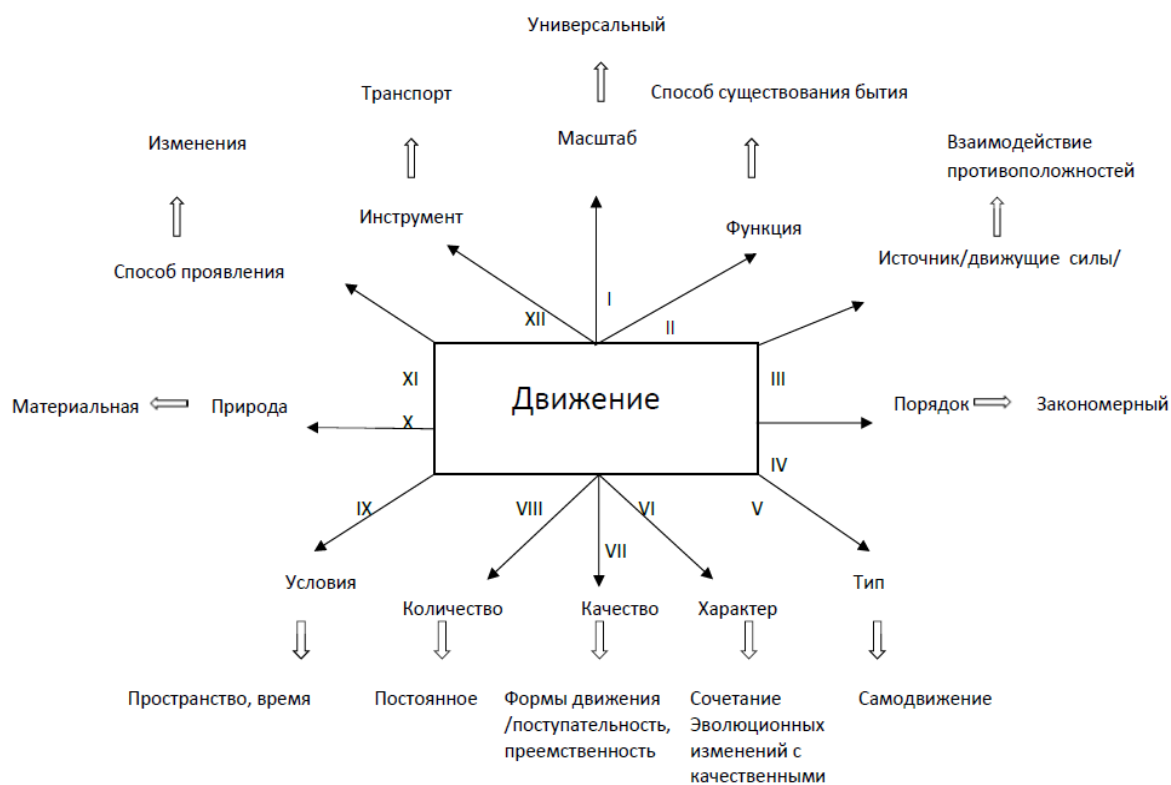 Универсальный
Транспорт
Способ существования бытия
Изменения
Масштаб
Взаимодействие
противоположностей
Инструмент
Функция
Способ проявления
Источник/движущие силы/
I
XII
II
XI
III
Движение
Материальная
Природа
X
Порядок
Закономерный
IV
IX
VIII
VI
V
VII
Условия
Тип
Количество
Качество
Характер
Пространство, время
Постоянное
Формы движения
/поступательность,
преемственность
Сочетание
Эволюционных
изменений с
качественными
Самодвижение